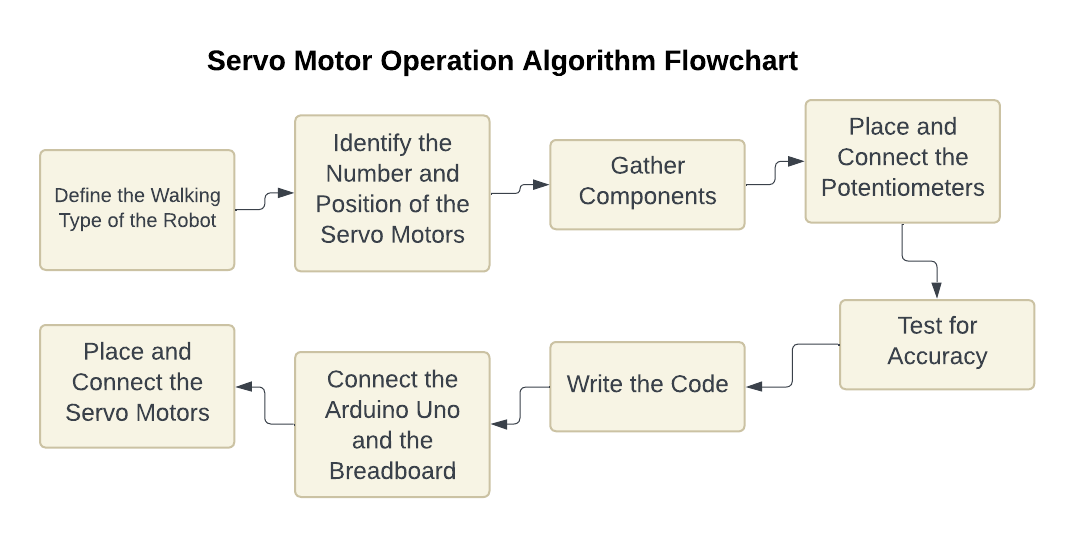 Servo Motor Operation Algorithm Flowchart
Define the Walking
Type of the Robot
Identify the
Number and
Position of the
Servo Motors
Gather
Components
Place and
Connect the
Potentiometers
Test for
Accuracy
Write the Code
Connect the
Arduino Uno
and the
Breadboard
Place and
Connect the
Servo Motors